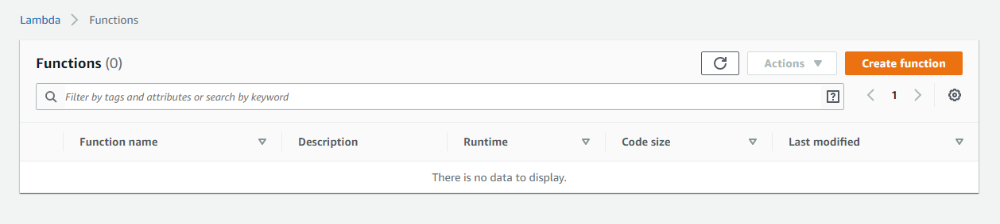 Lambda > Functions
Functions (0)
Actions
Create function
Filter by tags and attributes or search by keyword
?
1
Function name Description Runtime Code size Last modified
There is no data to display.